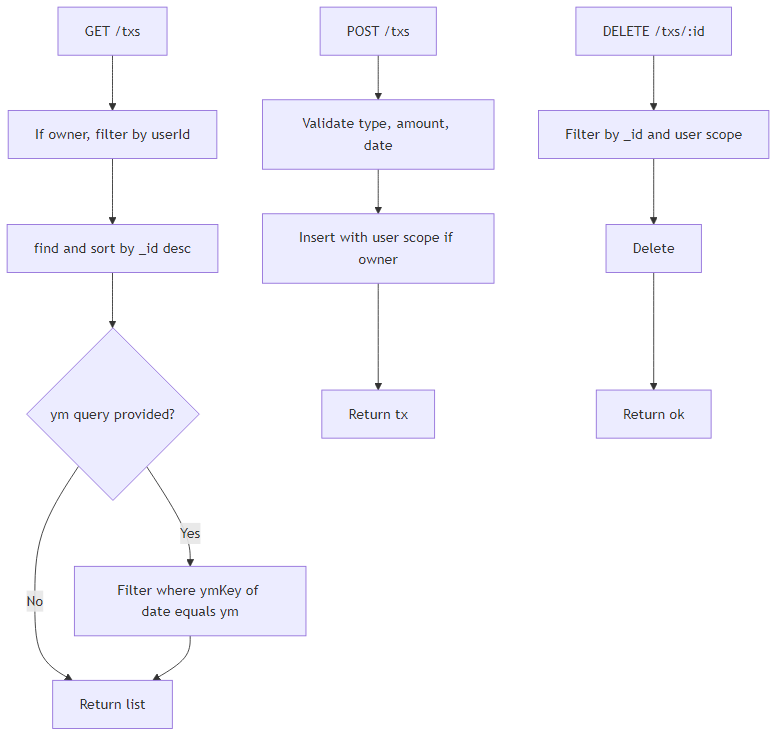 GET /txs
If owner, filter by userId
find and sort by _id desc
ym query provided?
Yes
No
Filter where ymKey of
date equals ym
Return list
POST /txs
Validate type, amount,
date
Insert with user scope if
owner
Return tx
DELETE /txs/:id
Filter by _id and user scope
Delete
Return ok